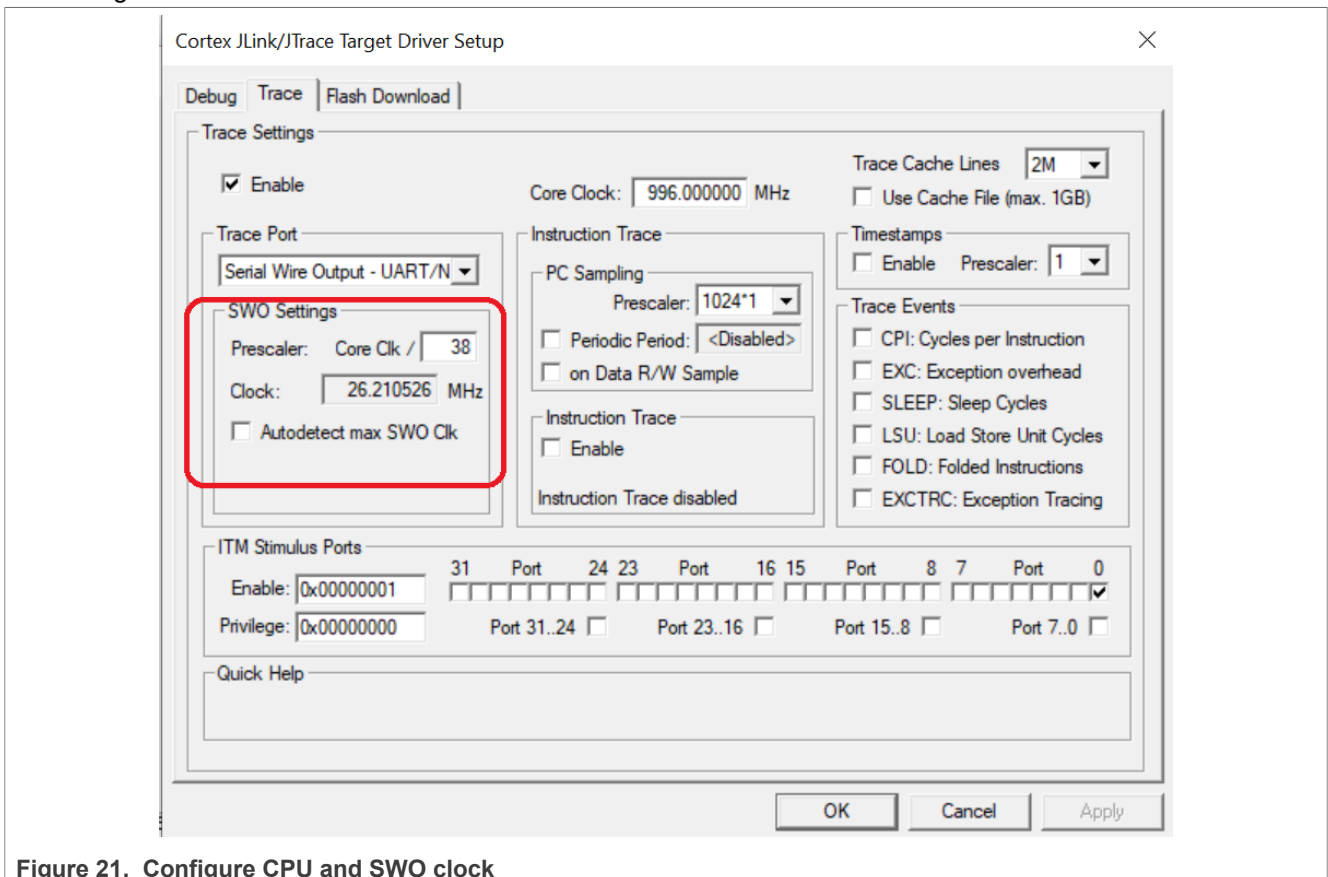 Cortex JLink/JTrace Target Driver Setup
Debug Trace Flash Download
Trace Settings
Enable
Core Clock: 996.000000 MHz
Trace Cache Lines 2M
Use Cache File (max. 1GB)
Trace Port
Serial Wire Output - UART/N
SWO Settings
Prescaler: Core Clk / 38
Clock: 26.210526 MHz
Autodetect max SWO Clk
Instruction Trace
PC Sampling
Prescaler: 1024*1
Periodic Period: <Disabled>
on Data R/W Sample
Instruction Trace
Enable
Instruction Trace disabled
Timestamps
Enable Prescaler: 1
Trace Events
CPI: Cycles per Instruction
EXC: Exception overhead
SLEEP: Sleep Cycles
LSU: Load Store Unit Cycles
FOLD: Folded Instructions
EXCTRC: Exception Tracing
ITM Stimulus Ports
31 Port 24 23 Port 16 15 Port 8 7 Port 0
Enable: 0x00000001
Privilege: 0x00000000 Port 31..24 Port 23..16 Port 15..8 Port 7..0
Quick Help
OK Cancel Apply
Figure 21. Configure CPU and SWO clock